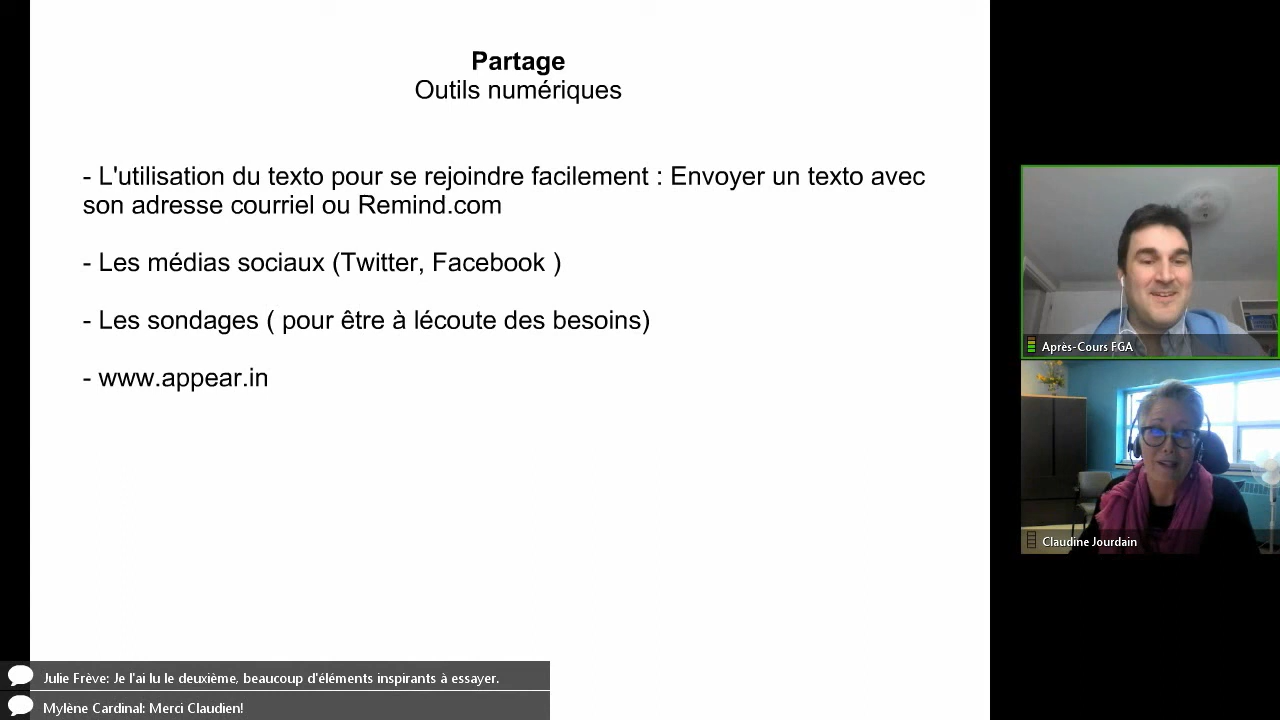 Partage
Outils numériques
- L'utilisation du texto pour se rejoindre facilement : Envoyer un texto avec
son adresse courriel ou Remind.com
- Les médias sociaux (Twitter, Facebook )
- Les sondages ( pour être à lécoute des besoins)
- www.appear.in
Après-Cours FGA
Claudine Jourdain
Julie Frève: Je l'ai lu le deuxième, beaucoup d'éléments inspirants à essayer.
Mylène Cardinal: Merci Claudien!